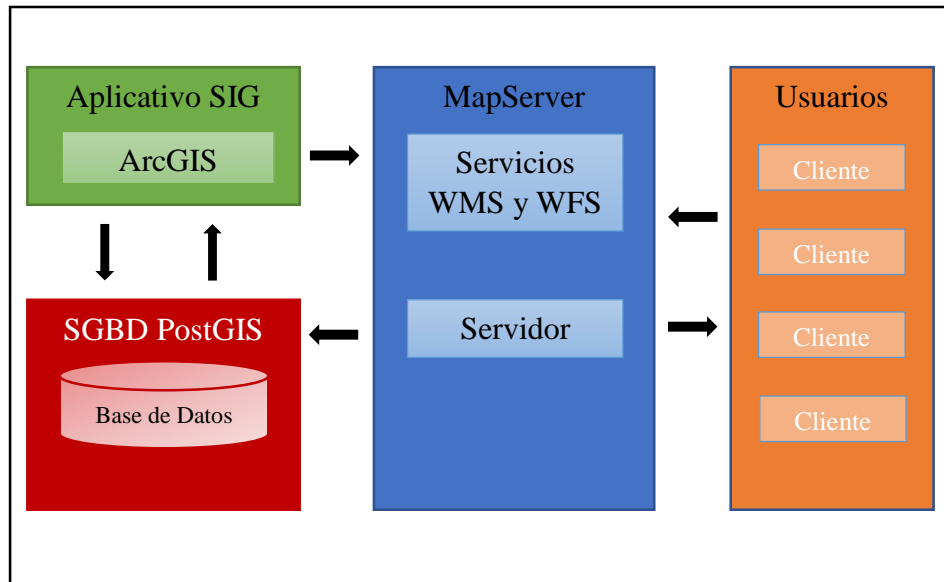 Aplicativo SIG
ArcGIS
SGBD PostGIS
Base de Datos
MapServer
Servicios
WMS y WFS
Servidor
Usuarios
Cliente
Cliente
Cliente
Cliente